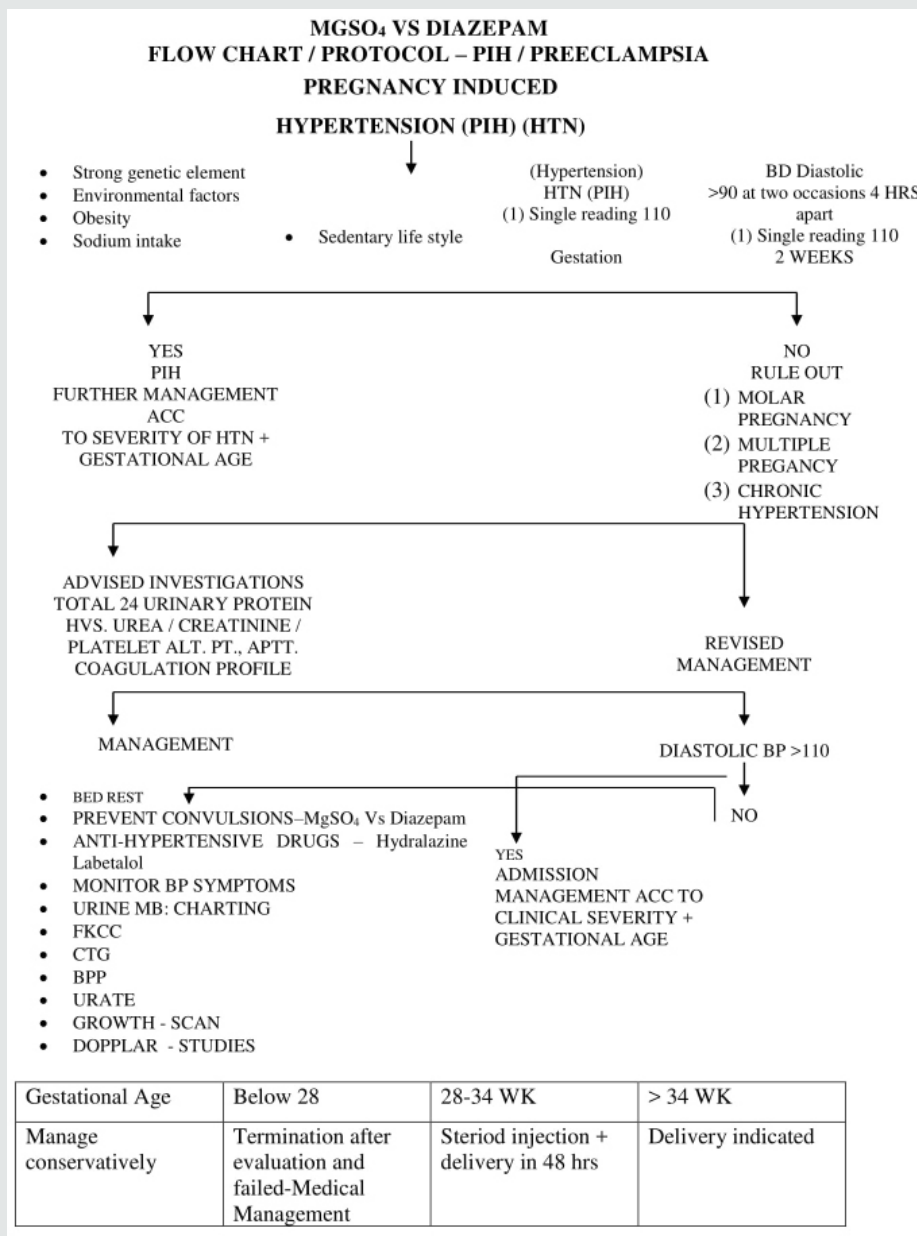 MGSO₄ VS DIAZEPAM
FLOW CHART / PROTOCOL – PIH / PREECLAMPSIA
PREGNANCY INDUCED
HYPERTENSION (PIH) (HTN)
• Strong genetic element
• Environmental factors
• Obesity
• Sodium intake
• Sedentary life style
(Hypertension)
HTN (PIH)
(1) Single reading 110
Gestation
BD Diastolic
>90 at two occasions 4 HRS
apart
(1) Single reading 110
2 WEEKS
YES
PIH
FURTHER MANAGEMENT
ACC
TO SEVERITY OF HTN +
GESTATIONAL AGE
NO
RULE OUT
(1) MOLAR
PREGNANCY
(2) MULTIPLE
PREGANCY
(3) CHRONIC
HYPERTENSION
ADVISED INVESTIGATIONS
TOTAL 24 URINARY PROTEIN
HVS. UREA / CREATININE /
PLATELET ALT. PT., APTT.
COAGULATION PROFILE
REVISED
MANAGEMENT
MANAGEMENT
DIASTOLIC BP >110
• BED REST
• PREVENT CONVULSIONS–MgSO₄ Vs Diazepam
• ANTI-HYPERTENSIVE DRUGS – Hydralazine
Labetalol
• MONITOR BP SYMPTOMS
• URINE MB: CHARTING
• FKCC
• CTG
• BPP
• URATE
• GROWTH - SCAN
• DOPPLAR - STUDIES
NO
YES
ADMISSION
MANAGEMENT ACC TO
CLINICAL SEVERITY +
GESTATIONAL AGE
Gestational Age
Below 28
28-34 WK
> 34 WK
Manage
conservatively
Termination after
evaluation and
failed-Medical
Management
Steriod injection +
delivery in 48 hrs
Delivery indicated